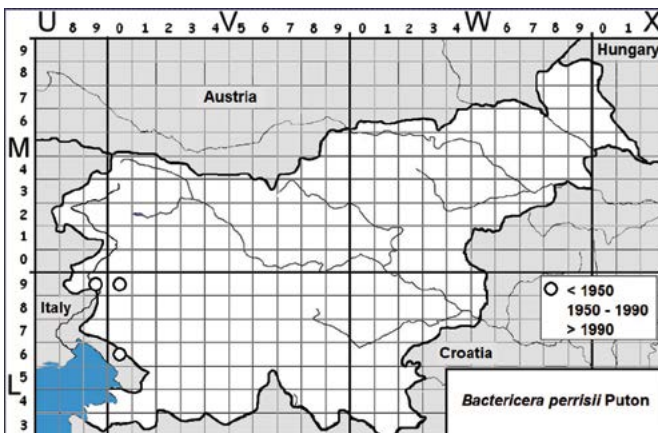 U 8 9 0 1 2 3 V 5 6 7 8 9 0 1 2 3 4 W 6 7 8 9 0 1 X
9
Hungary
8
7
Austria
6
M
4
3
2
1
0
9
< 1950
8
Italy
1950 - 1990
7
> 1990
6
Croatia
5
L
4
Bactericera perrisii Puton
3